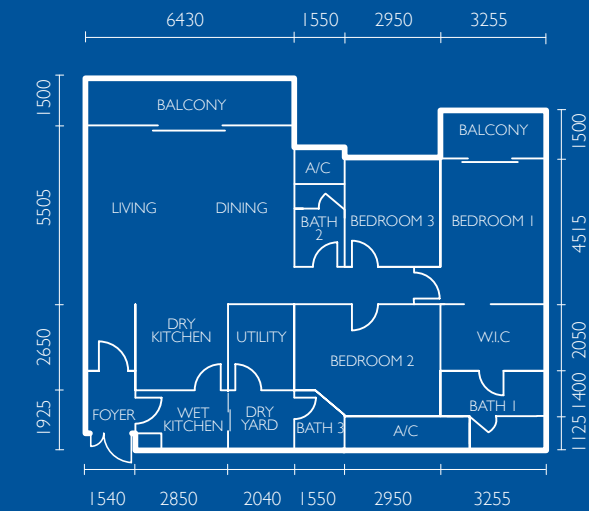 6430 1550 2950 3255
1500
5505
2650
1925
1500
4515
2050
1400
1125
BALCONY
BALCONY
A/C
LIVING
DINING
BATH
2
BEDROOM 3
BEDROOM 1
DRY
KITCHEN
UTILITY
BEDROOM 2
W.I.C
FOYER
WET
KITCHEN
DRY
YARD
BATH 3
A/C
BATH 1
1540 2850 2040 1550 2950 3255